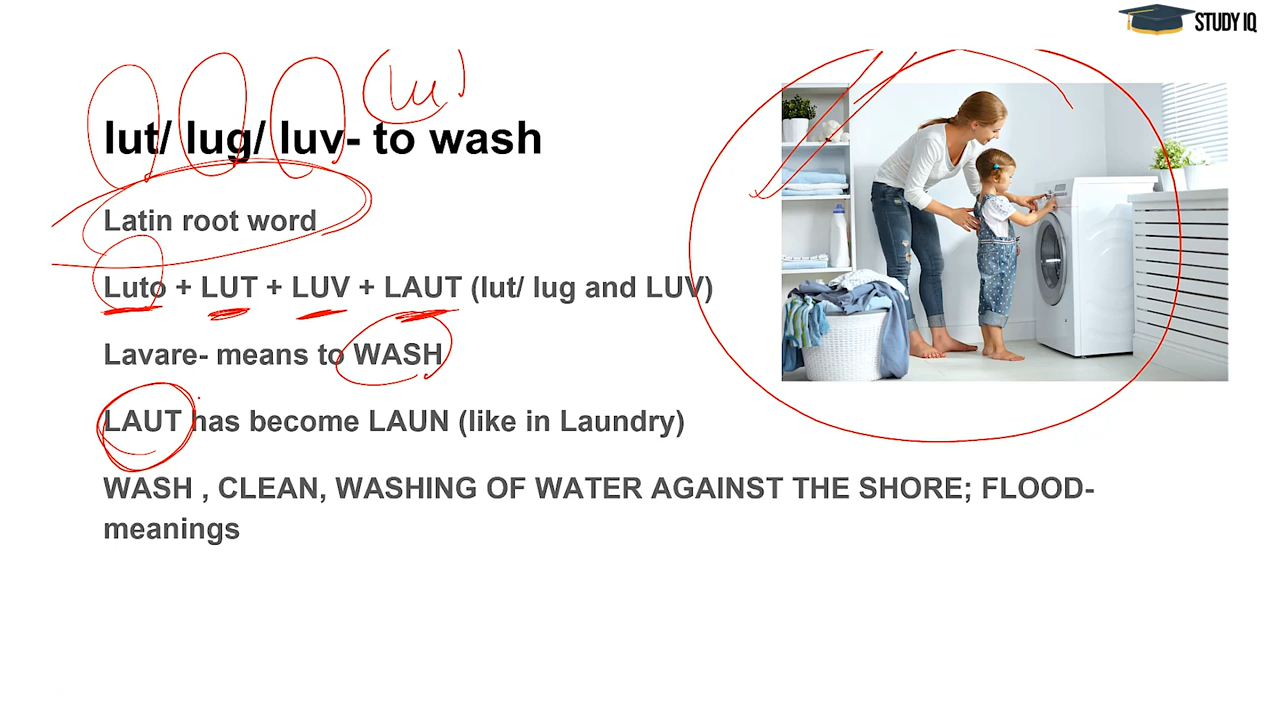 STUDY IQ
(lu)
lut/ lug/ luv- to wash
Latin root word
Luto + LUT + LUV + LAUT (lut/ lug and LUV)
Lavare- means to WASH
LAUT has become LAUN (like in Laundry)
WASH , CLEAN, WASHING OF WATER AGAINST THE SHORE; FLOOD-
meanings